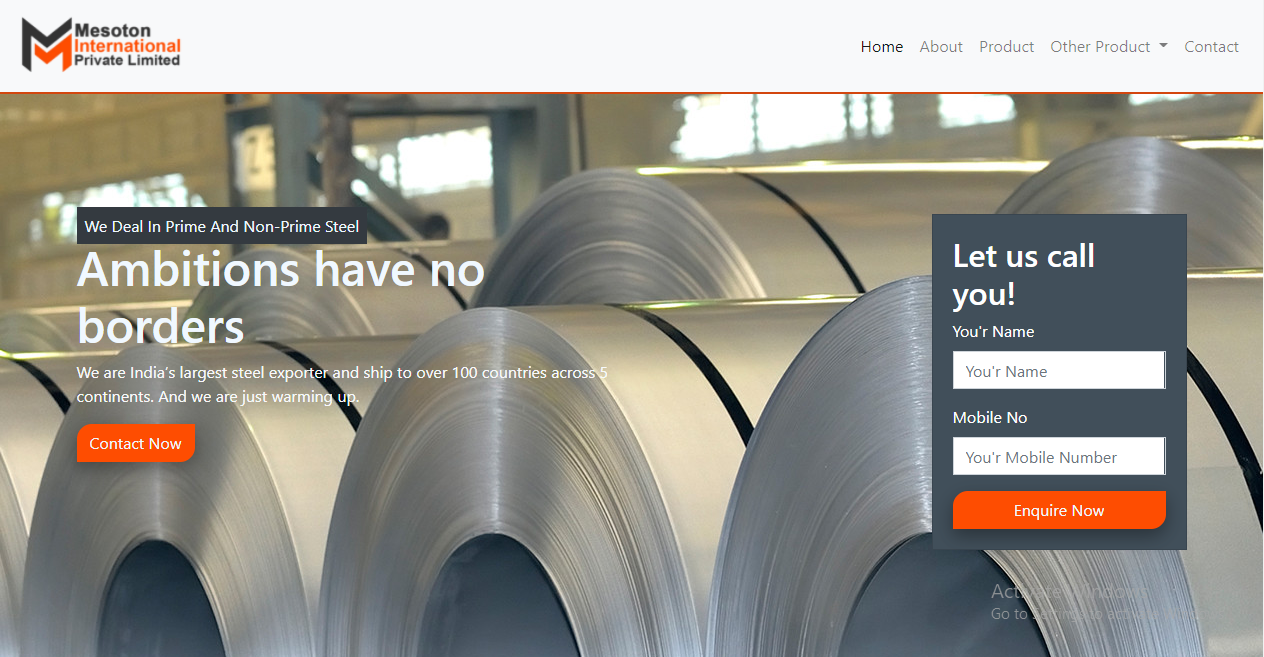 Mesoton
International
Private Limited
Home About Product Other Product Contact
We Deal In Prime And Non-Prime Steel
Ambitions have no
borders
We are India's largest steel exporter and ship to over 100 countries across 5
continents. And we are just warming up.
Contact Now
Let us call
you!
You'r Name
You'r Name
Mobile No
You'r Mobile Number
Enquire Now
Activate Windows
Go to Settings to activate